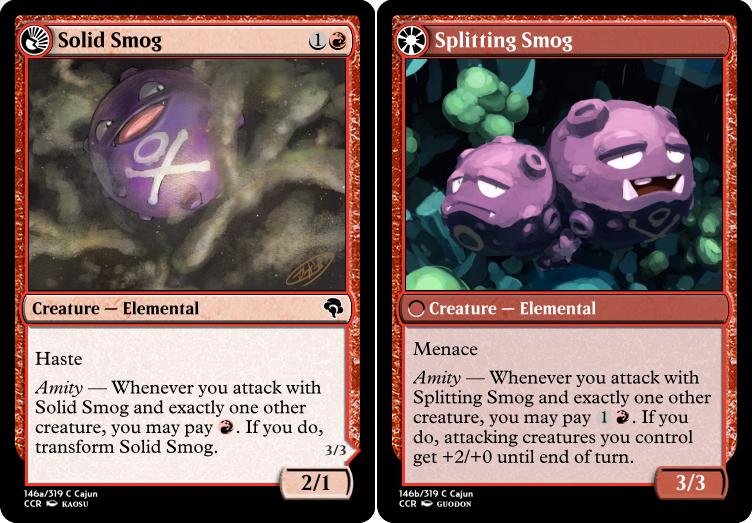 Solid Smog
1
Creature — Elemental
Haste
Amity — Whenever you attack with
Solid Smog and exactly one other
creature, you may pay . If you do,
transform Solid Smog.
3/3
2/1
146a/319 C Cajun
CCR KAOSU
Splitting Smog
Creature — Elemental
Menace
Amity — Whenever you attack with
Splitting Smog and exactly one other
creature, you may pay 1 . If you
do, attacking creatures you control
get +2/+0 until end of turn.
3/3
146b/319 C Cajun
CCR GUODON